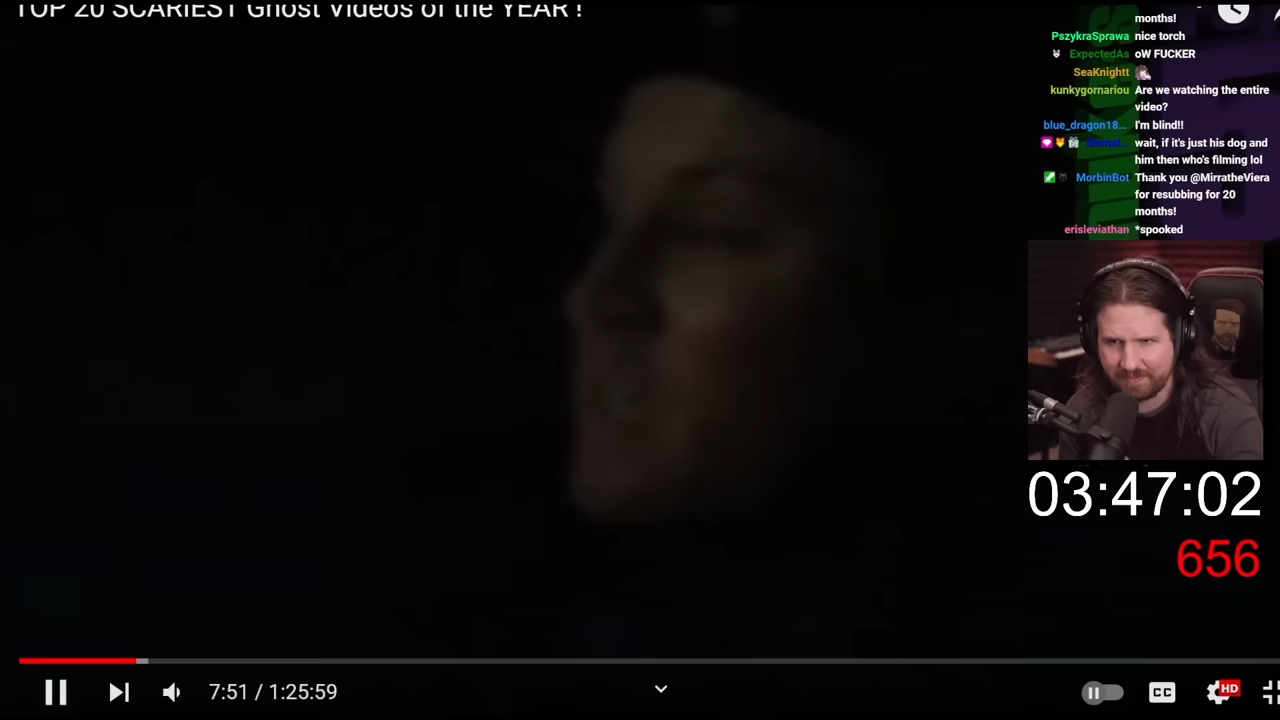 TOP 20 SCARIEST Ghost Videos of the YEAR !
months!
PszykraSprawa nice torch
ExpectedAs oW FUCKER
SeaKnightt
kunkygornariou Are we watching the entire
video?
blue_dragon18... I'm blind!!
dismal... wait, if it's just his dog and
him then who's filming lol
MorbinBot Thank you @MirratheViera
for resubbing for 20
months!
erisleviathan *spooked
03:47:02
656
7:51 / 1:25:59
CC
HD